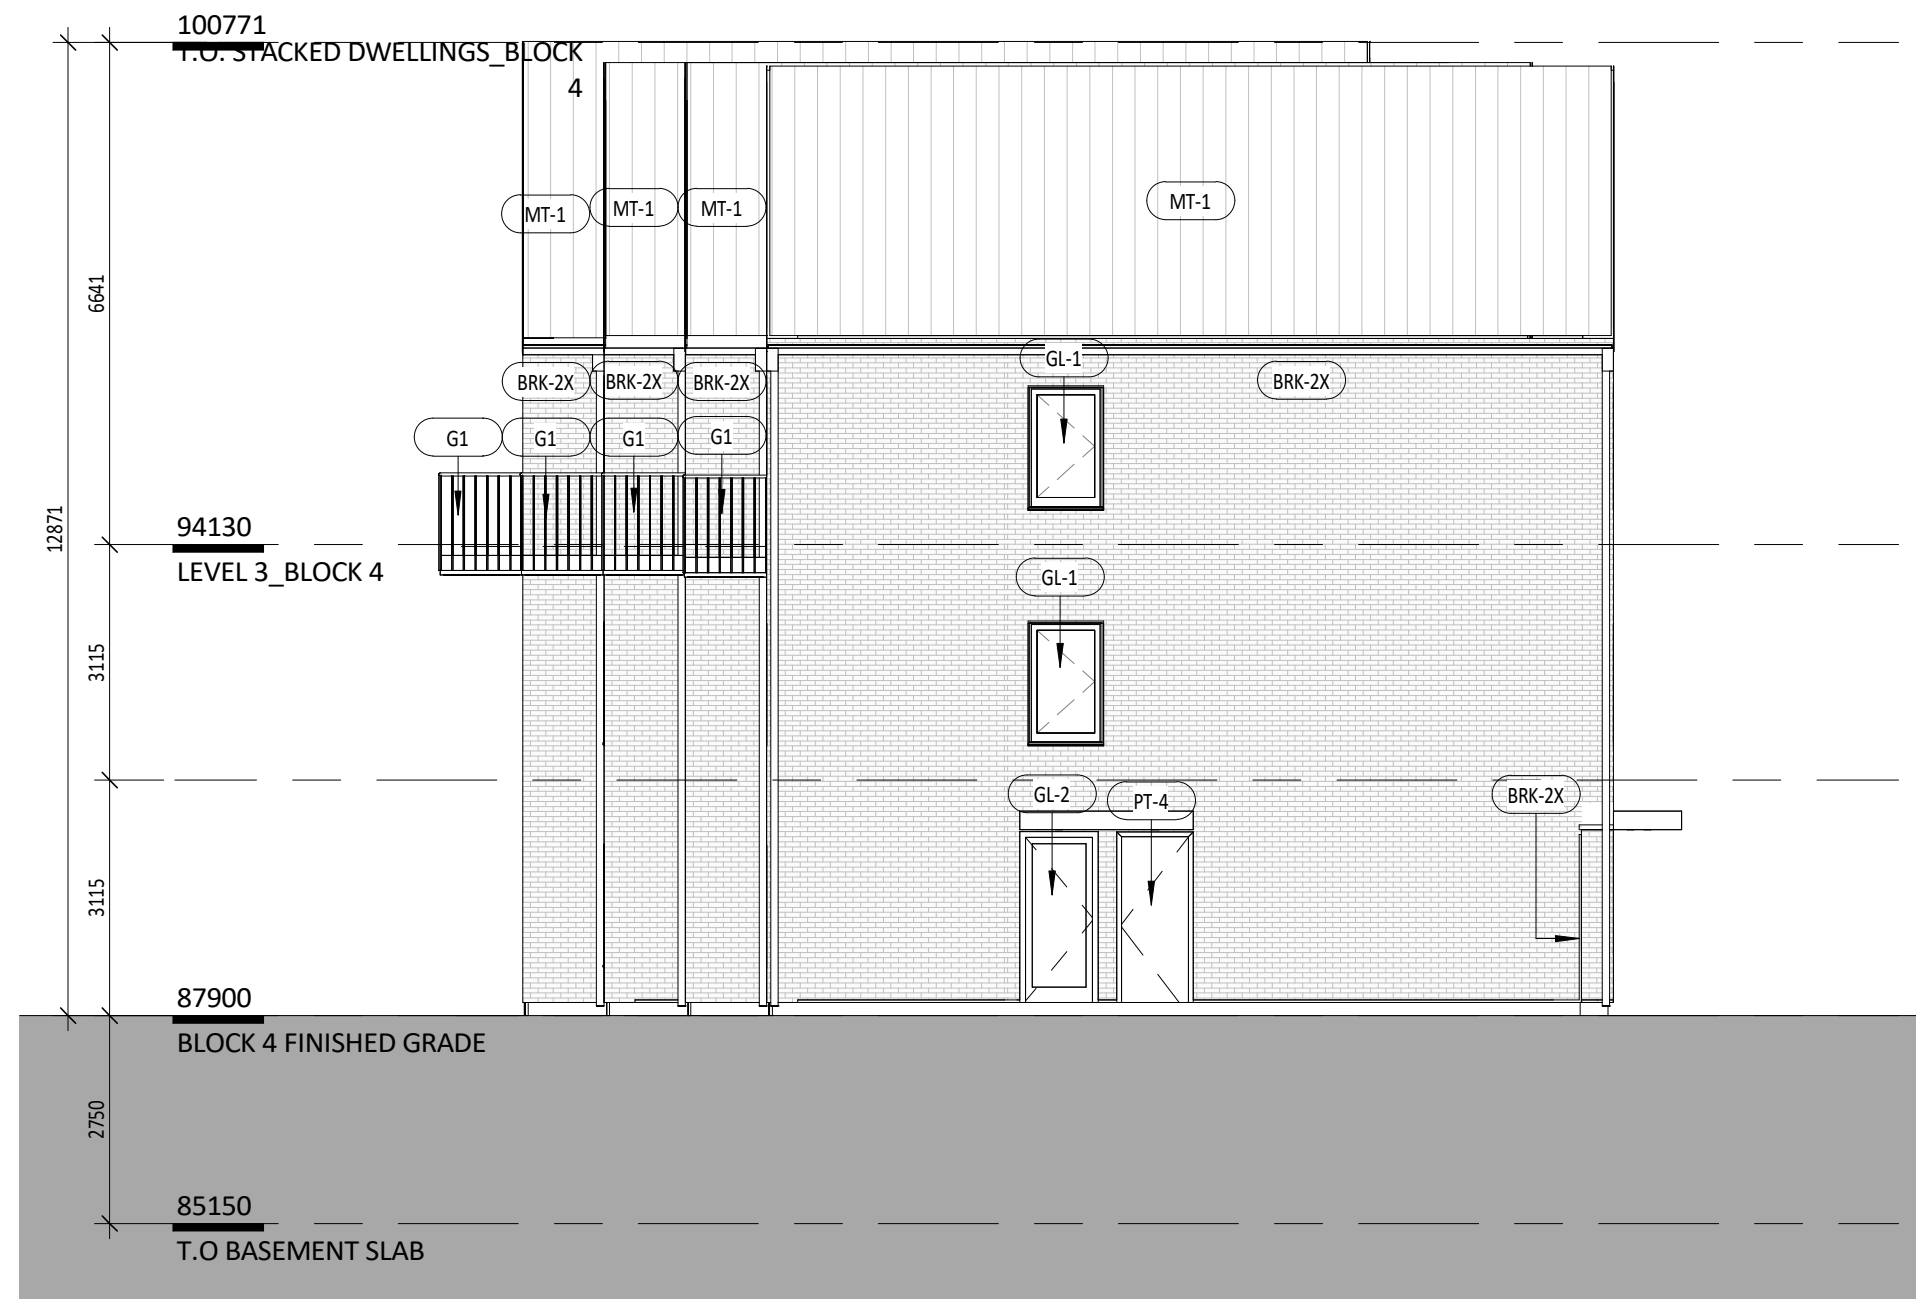 100771
T.O. STACKED DWELLINGS_BLOCK
4
MT-1
MT-1
MT-1
MT-1
6641
GL-1
BRK-2X
BRK-2X
BRK-2X
BRK-2X
G1
G1
G1
G1
12871
94130
LEVEL 3_BLOCK 4
GL-1
3115
GL-2
PT-4
BRK-2X
3115
87900
BLOCK 4 FINISHED GRADE
2750
85150
T.O BASEMENT SLAB